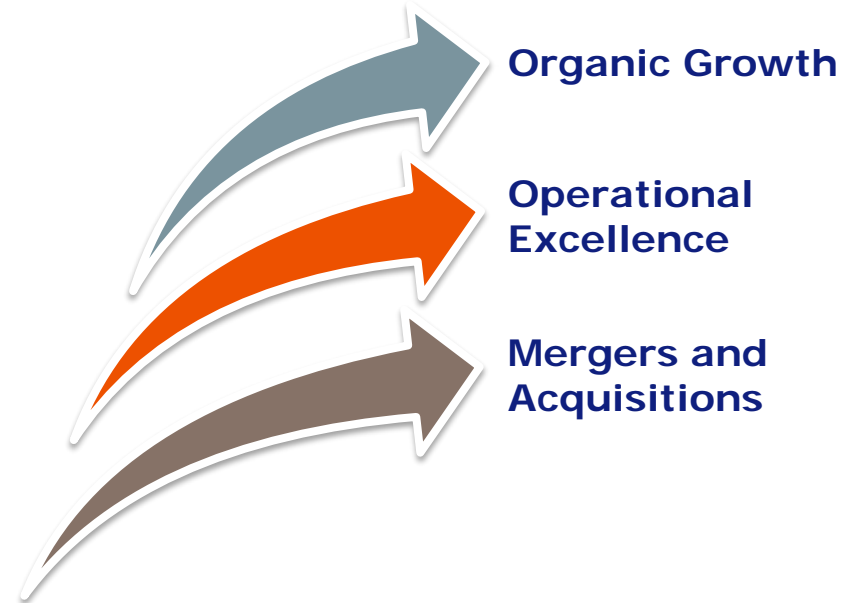 Organic Growth
Operational
Excellence
Mergers and
Acquisitions